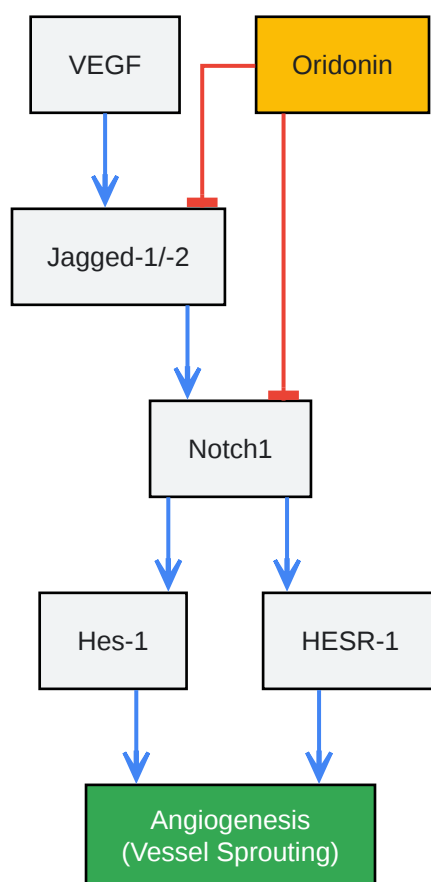 VEGF
Oridonin
Jagged-1/-2
Notch1
Hes-1
HESR-1
Angiogenesis
(Vessel Sprouting)